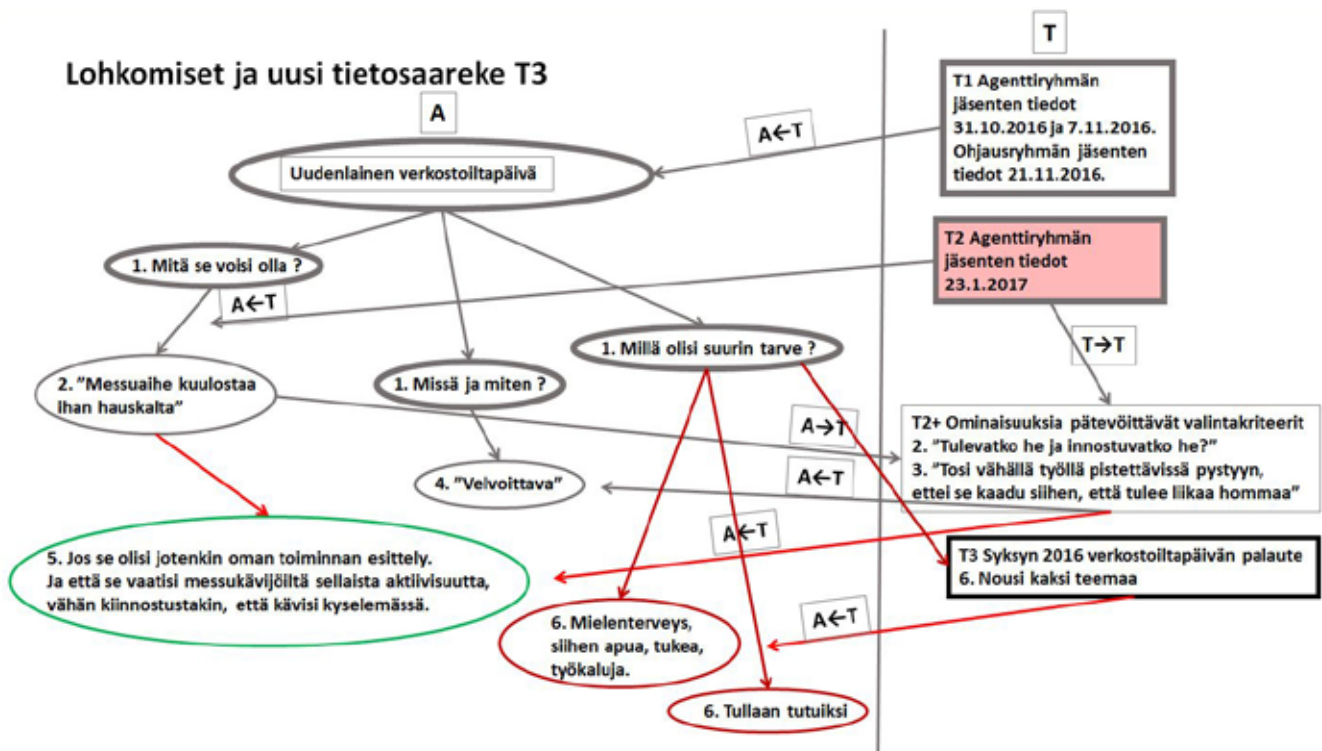 Lohkomiset ja uusi tietosaareke T3
A
T
T1 Agenttiryhmän
jäsenten tiedot
31.10.2016 ja 7.11.2016.
Ohjausryhmän jäsenten
tiedot 21.11.2016.
A←T
Uudenlainen verkostoiltapäivä
T2 Agenttiryhmän
jäsenten tiedot
23.1.2017
1. Mitä se voisi olla ?
A←T
T→T
1. Millä olisi suurin tarve ?
2. ”Messuaihe kuulostaa
ihan hauskalta”
1. Missä ja miten ?
A→T
T2+ Ominaisuuksia pätevöittävät valintakriteerit
2. ”Tulevatko he ja innostuvatko he?”
3. ”Tosi vähällä työllä pistettävissä pystyyn,
ettei se kaadu siihen, että tulee liikaa hommaa”
A←T
4. ”Velvoittava”
A←T
5. Jos se olisi jotenkin oman toiminnan esittely.
Ja että se vaatisi messukävijöiltä sellaista aktiivisuutta,
vähän kiinnostustakin, että kävisi kyselemässä.
T3 Syksyn 2016 verkostoiltapäivän palaute
6. Nousi kaksi teemaa
A←T
6. Mielenterveys,
siihen apua, tukea,
työkaluja.
6. Tullaan tutuiksi